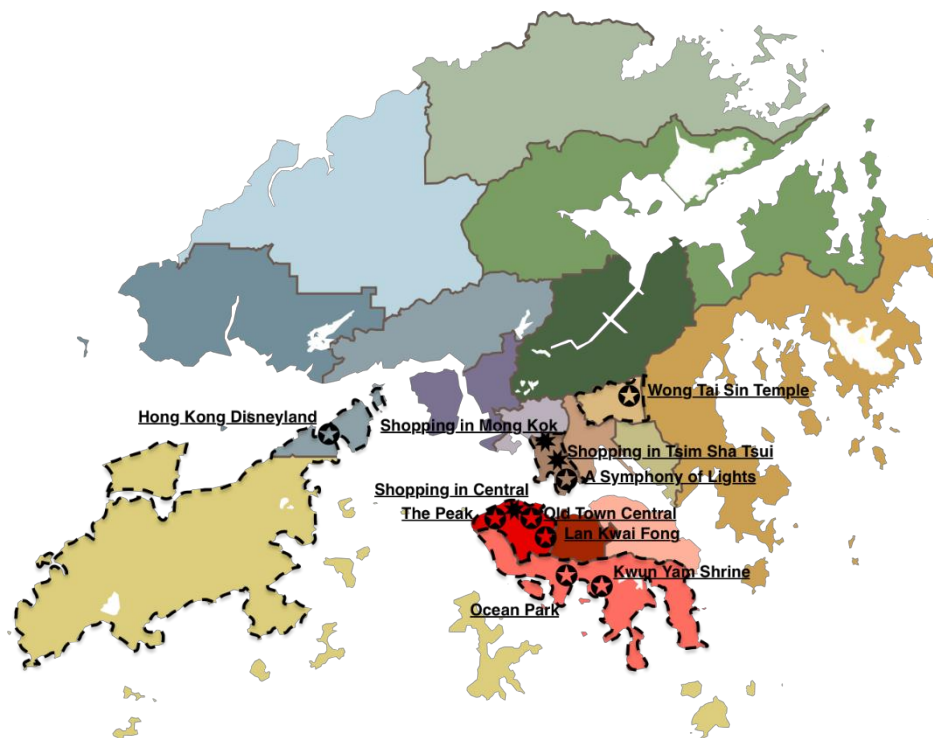 Wong Tai Sin Temple
Hong Kong Disneyland
Shopping in Mong Kok
Shopping in Tsim Sha Tsui
A Symphony of Lights
Shopping in Central
The Peak
Old Town Central
Lan Kwai Fong
Kwun Yam Shrine
Ocean Park